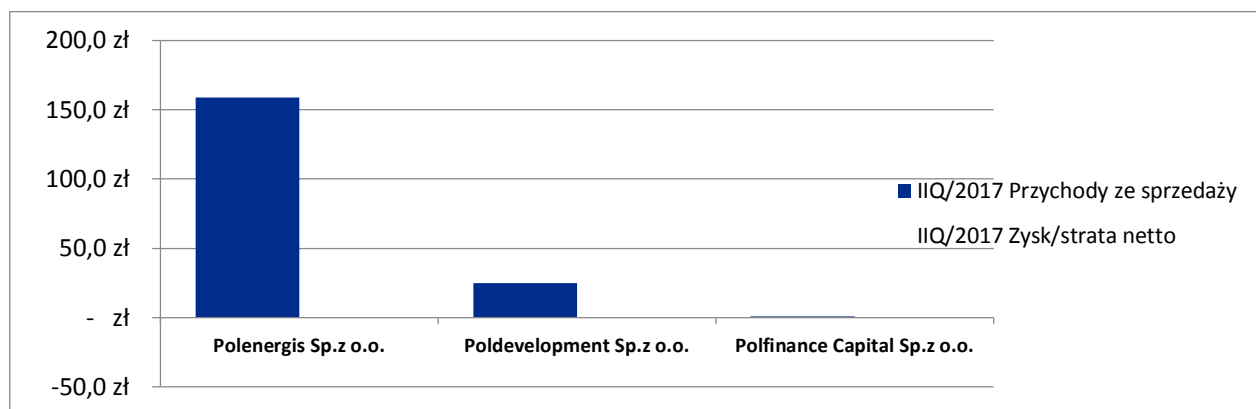 200,0 zł
150,0 zł
100,0 zł
50,0 zł
- zł
-50,0 zł
Polenergis Sp.z o.o.
Poldevelopment Sp.z o.o.
Polfinance Capital Sp.z o.o.
IIQ/2017 Przychody ze sprzedaży
IIQ/2017 Zysk/strata netto